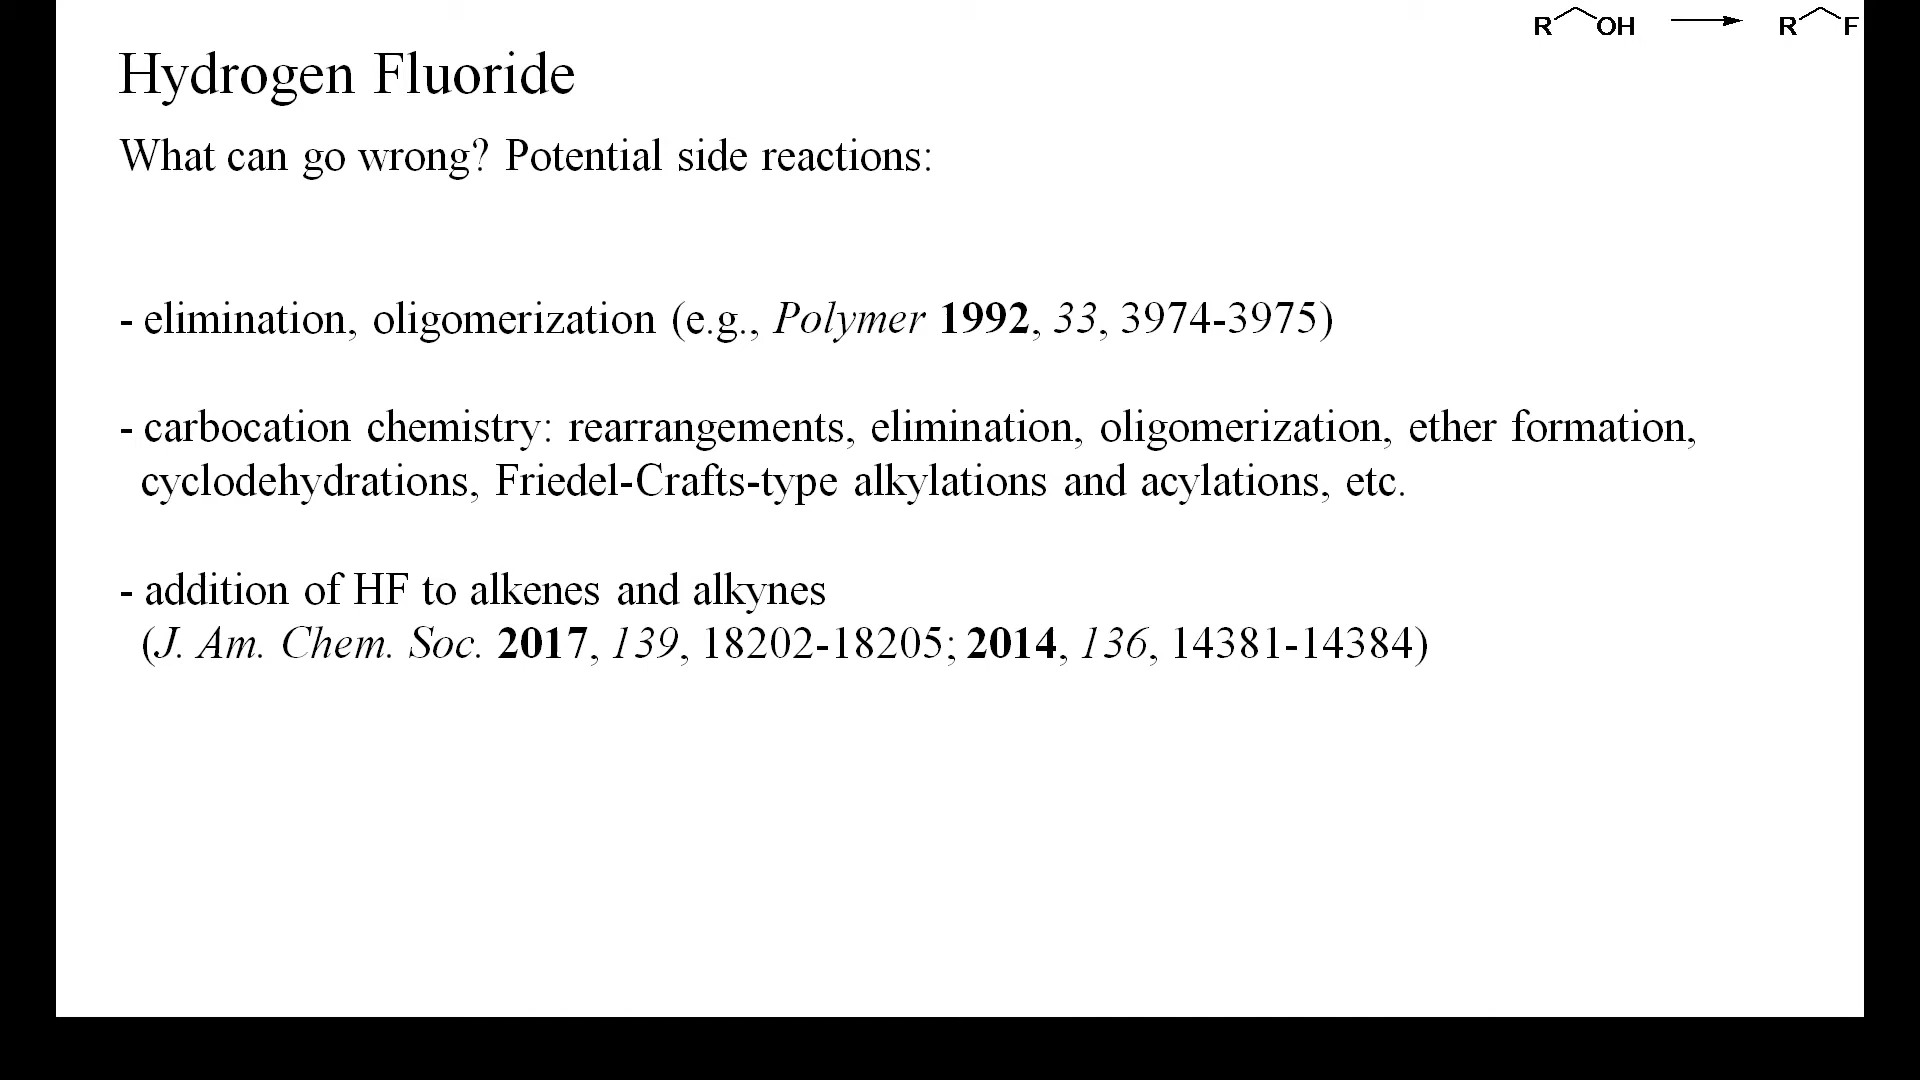 R OH R F
Hydrogen Fluoride
What can go wrong? Potential side reactions:
- elimination, oligomerization (e.g., Polymer 1992, 33, 3974-3975)
- carbocation chemistry: rearrangements, elimination, oligomerization, ether formation,
cyclodehydrations, Friedel-Crafts-type alkylations and acylations, etc.
- addition of HF to alkenes and alkynes
(J. Am. Chem. Soc. 2017, 139, 18202-18205; 2014, 136, 14381-14384)